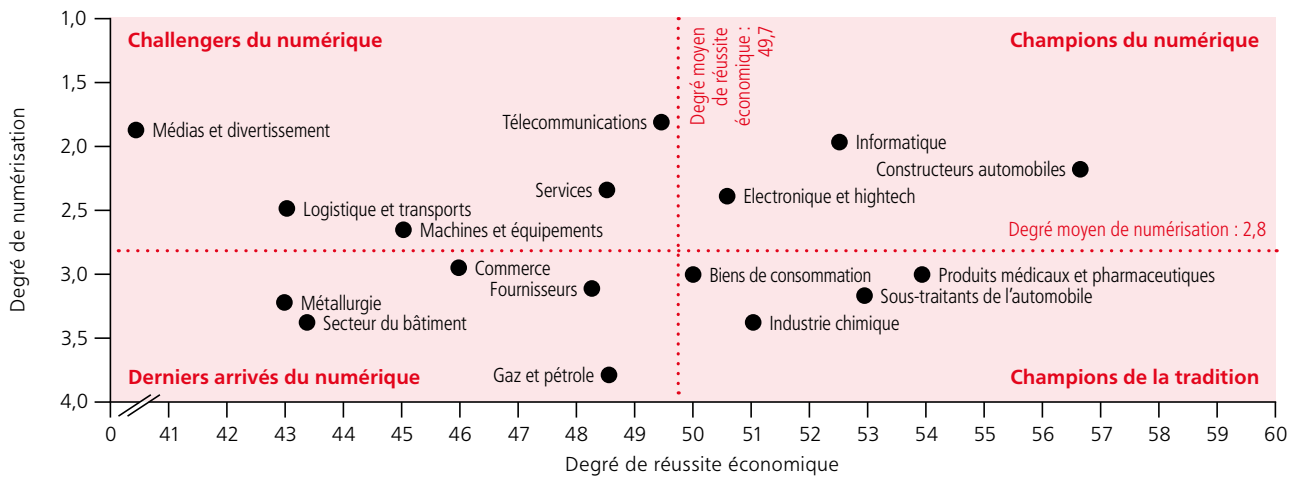 Degré de numérisation
1,0
1,5
2,0
2,5
3,0
3,5
4,0
Challengers du numérique
Champions du numérique
Degré moyen
de réussite
économique :
49,7
Médias et divertissement
Télecommunications
Informatique
Constructeurs automobiles
Services
Electronique et hightech
Logistique et transports
Machines et équipements
Degré moyen de numérisation : 2,8
Commerce
Biens de consommation
Produits médicaux et pharmaceutiques
Fournisseurs
Sous-traitants de l’automobile
Métallurgie
Secteur du bâtiment
Industrie chimique
Gaz et pétrole
Derniers arrivés du numérique
Champions de la tradition
0 41 42 43 44 45 46 47 48 49 50 51 52 53 54 55 56 57 58 59 60
Degré de réussite économique